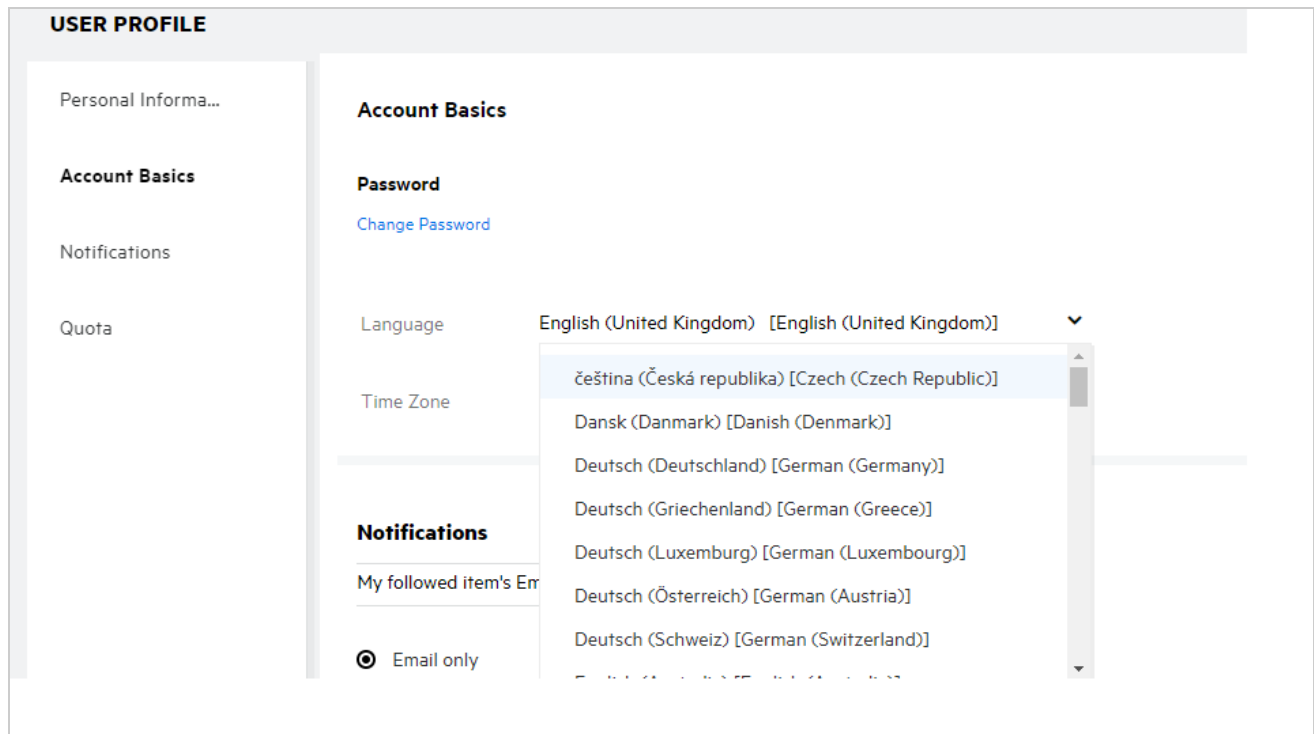 USER PROFILE
Personal Informa...
Account Basics
Notifications
Quota
Account Basics
Password
Change Password
Language English (United Kingdom) [English (United Kingdom)]
Time Zone
čeština (Česká republika) [Czech (Czech Republic)]
Dansk (Danmark) [Danish (Denmark)]
Deutsch (Deutschland) [German (Germany)]
Deutsch (Griechenland) [German (Greece)]
Deutsch (Luxemburg) [German (Luxembourg)]
Deutsch (Österreich) [German (Austria)]
Deutsch (Schweiz) [German (Switzerland)]
Notifications
My followed item's Em
Email only